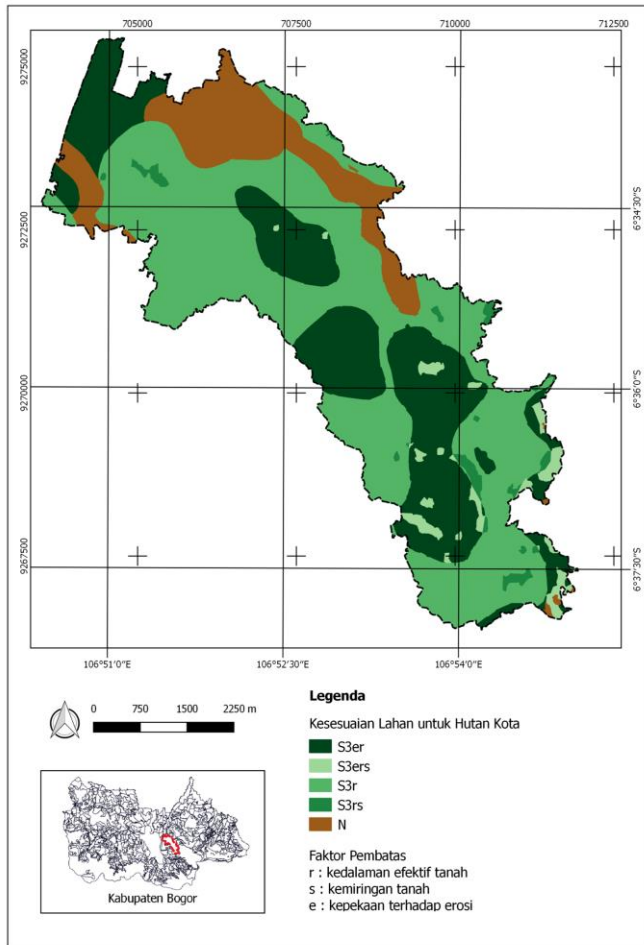 705000
707500
710000
712500
9275000
9272500
6°34'30"S
9270000
6°36'0"S
9267500
6°37'30"S
106°51'0"E
106°52'30"E
106°54'0"E
0 750 1500 2250 m
Kabupaten Bogor
Legenda
Kesesuaian Lahan untuk Hutan Kota
S3er
S3ers
S3r
S3rs
N
Faktor Pembatas
r : kedalaman efektif tanah
s : kemiringan tanah
e : kepekaan terhadap erosi